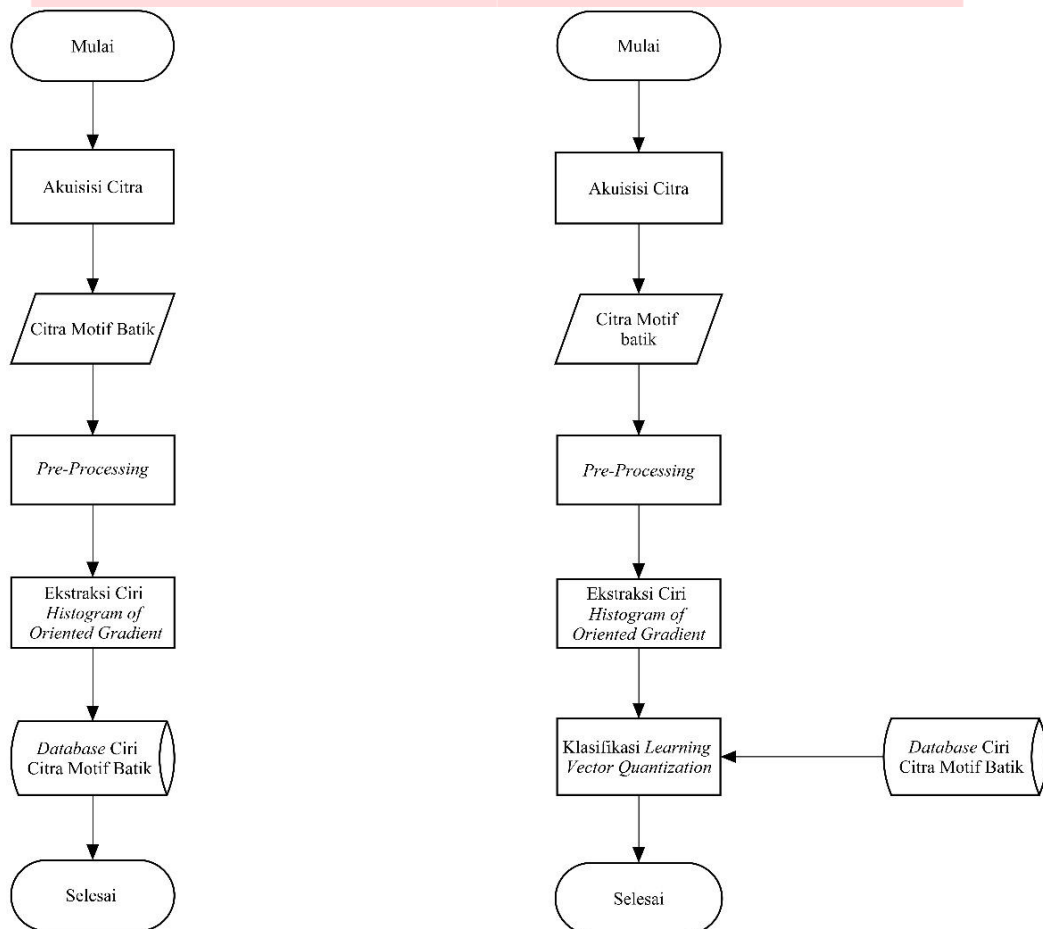 Mulai
Akuisisi Citra
Citra Motif Batik
Pre-Processing
Ekstraksi Ciri
Histogram of
Oriented Gradient
Database Ciri
Citra Motif Batik
Selesai
Mulai
Akuisisi Citra
Citra Motif
batik
Pre-Processing
Ekstraksi Ciri
Histogram of
Oriented Gradient
Klasifikasi Learning
Vector Quantization
Database Ciri
Citra Motif Batik
Selesai